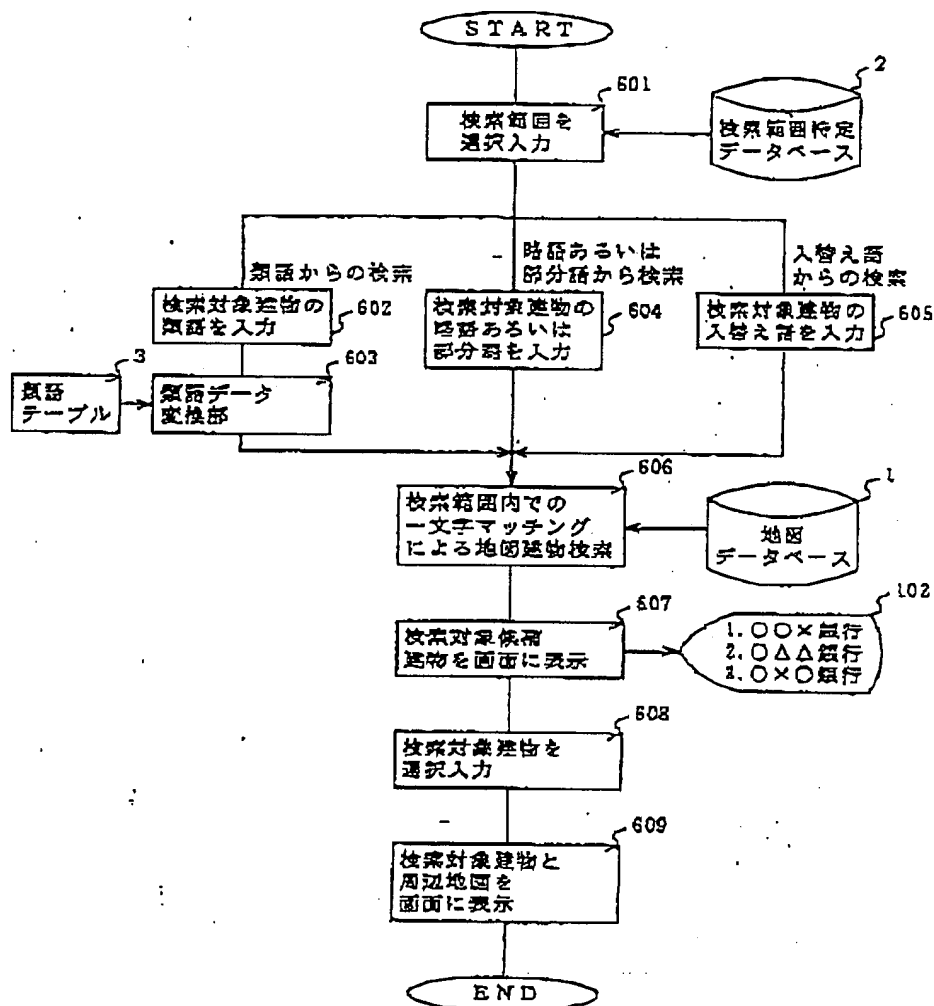 START
601
検索範囲を
選択入力
2
検索範囲特定
データベース
類語からの検索
略語あるいは
部分語から検索
入替え語
からの検索
検索対象建物の
類語を入力
602
検索対象建物の
略語あるいは
部分語を入力
604
検索対象建物の
入替え語を入力
605
3
類語
テーブル
603
類語データ
変換部
606
検索範囲内での
一文字マッチング
による地図建物検索
1
地図
データベース
607
検索対象候補
建物を画面に表示
102
1.○○×銀行
2.○△△銀行
3.○×○銀行
608
検索対象建物を
選択入力
609
検索対象建物と
周辺地図を
画面に表示
END